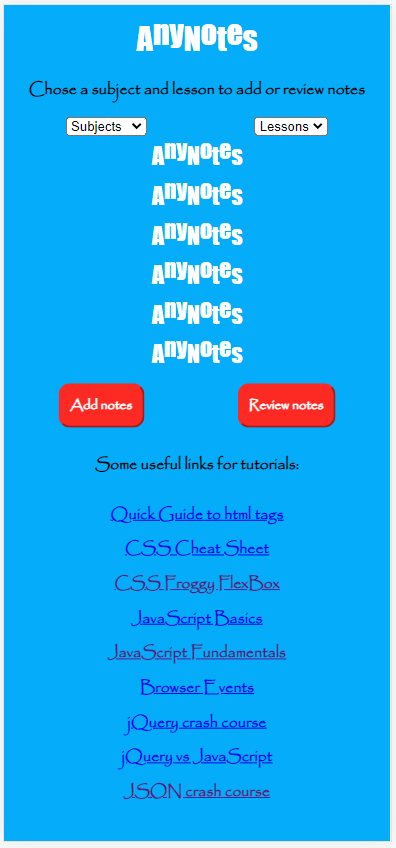 AnyNotes
Chose a subject and lesson to add or review notes
Subjects Lessons
AnyNotes
AnyNotes
AnyNotes
AnyNotes
AnyNotes
AnyNotes
Add notes Review notes
Some useful links for tutorials:
Quick Guide to html tags
CSS Cheat Sheet
CSS Froggy FlexBox
JavaScript Basics
JavaScript Fundamentals
Browser Events
jQuery crash course
jQuery vs JavaScript
JSON crash course